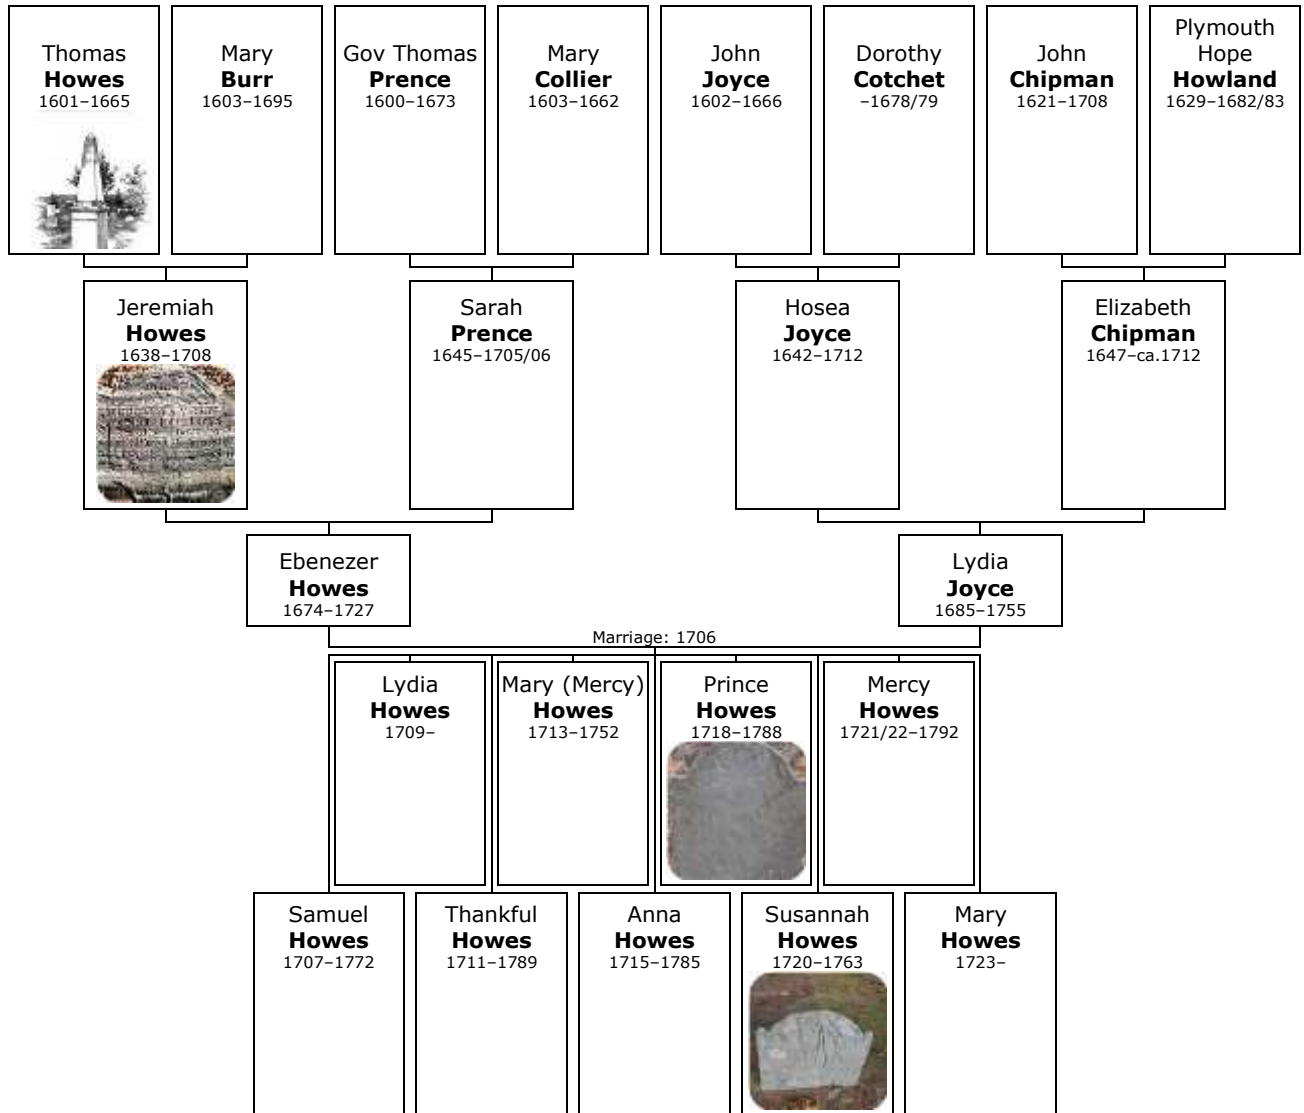 Thomas
Howes
1601–1665
Mary
Burr
1603–1695
Gov Thomas
Prence
1600–1673
Mary
Collier
1603–1662
John
Joyce
1602–1666
Dorothy
Cotchet
–1678/79
John
Chipman
1621–1708
Plymouth
Hope
Howland
1629–1682/83
Jeremiah
Howes
1638–1708
Sarah
Prence
1645–1705/06
Hosea
Joyce
1642–1712
Elizabeth
Chipman
1647–ca.1712
Ebenezer
Howes
1674–1727
Lydia
Joyce
1685–1755
Marriage: 1706
Lydia
Howes
1709–
Mary (Mercy)
Howes
1713–1752
Prince
Howes
1718–1788
Mercy
Howes
1721/22–1792
Samuel
Howes
1707–1772
Thankful
Howes
1711–1789
Anna
Howes
1715–1785
Susannah
Howes
1720–1763
Mary
Howes
1723–